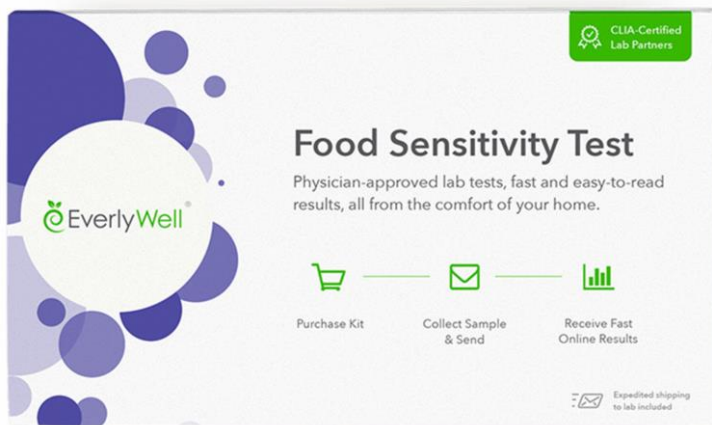 CLIA-Certified
Lab Partners
EverlyWell®
Food Sensitivity Test
Physician-approved lab tests, fast and easy-to-read
results, all from the comfort of your home.
Purchase Kit
Collect Sample
& Send
Receive Fast
Online Results
Expedited shipping
to lab included